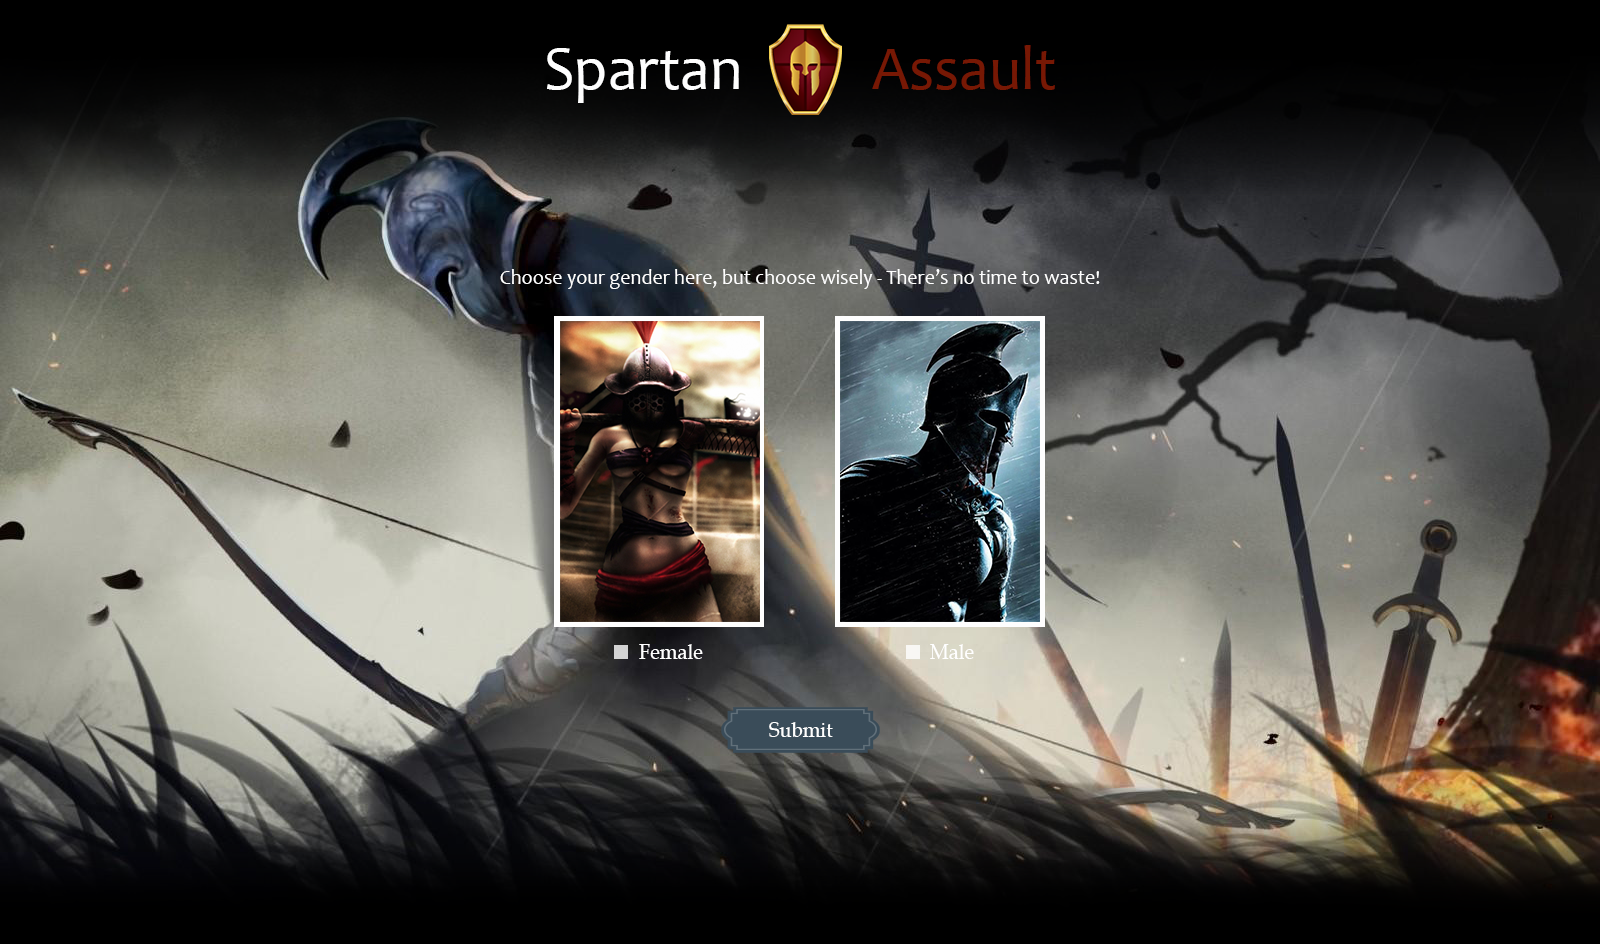 Spartan Assault
Choose your gender here, but choose wisely - There’s no time to waste!
Female Male
Submit